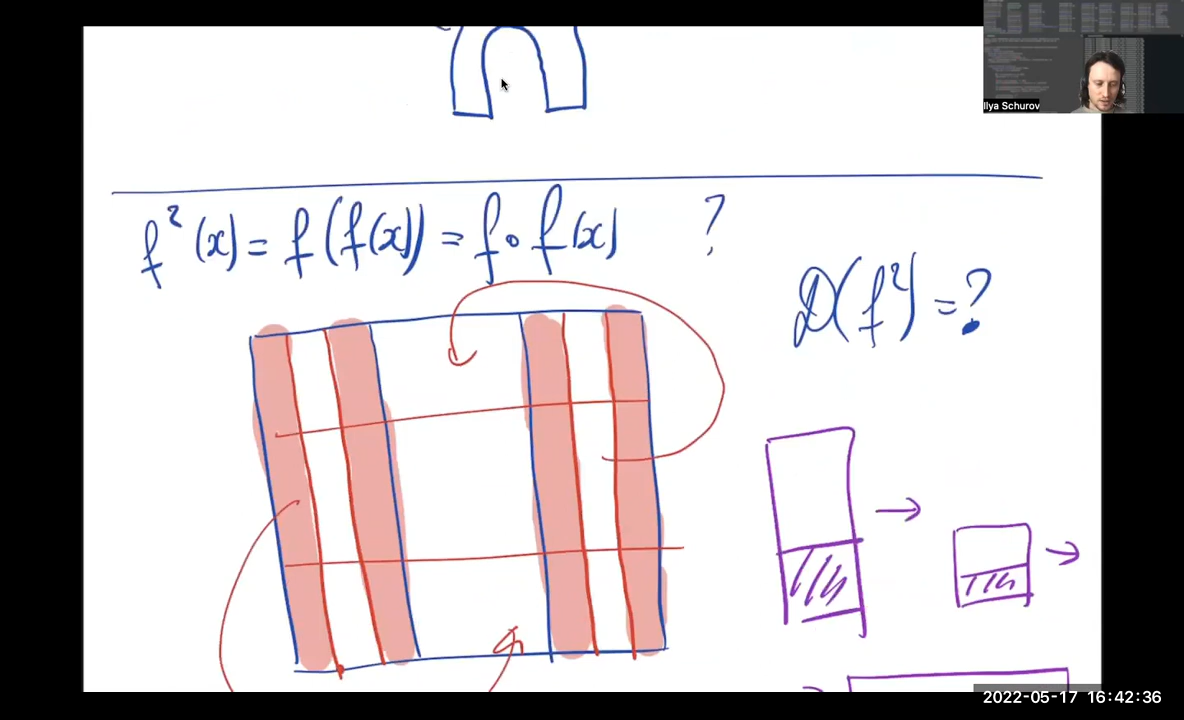 Ilya Schurov
f²(x) = f(f(x)) = f∘f(x) ?
D(f²) = ?
2022-05-17 16:42:36